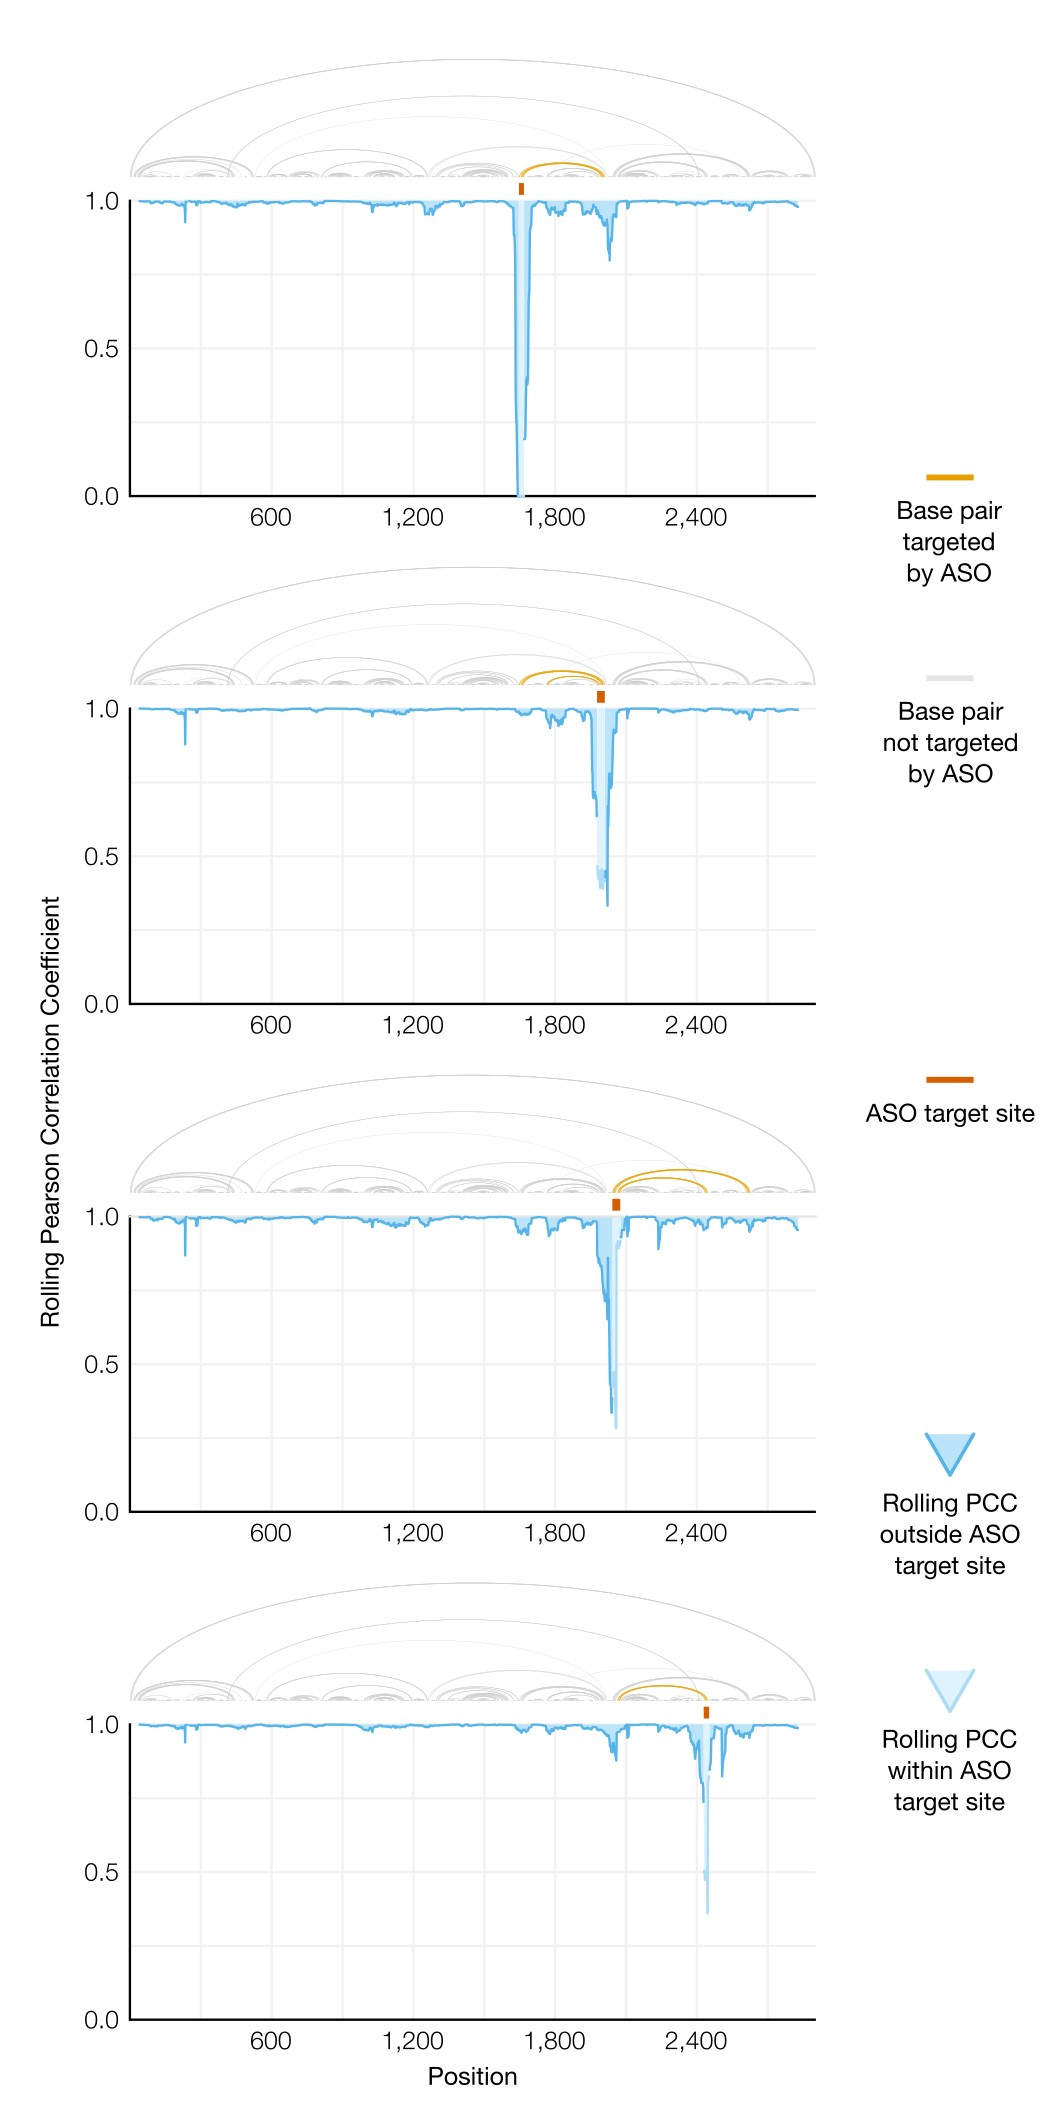 1.0
0.5
0.0
600 1,200 1,800 2,400
1.0
0.5
0.0
600 1,200 1,800 2,400
1.0
0.5
0.0
600 1,200 1,800 2,400
1.0
0.5
0.0
600 1,200 1,800 2,400
Position
Rolling Pearson Correlation Coefficient
Base pair
targeted
by ASO
Base pair
not targeted
by ASO
ASO target site
Rolling PCC
outside ASO
target site
Rolling PCC
within ASO
target site